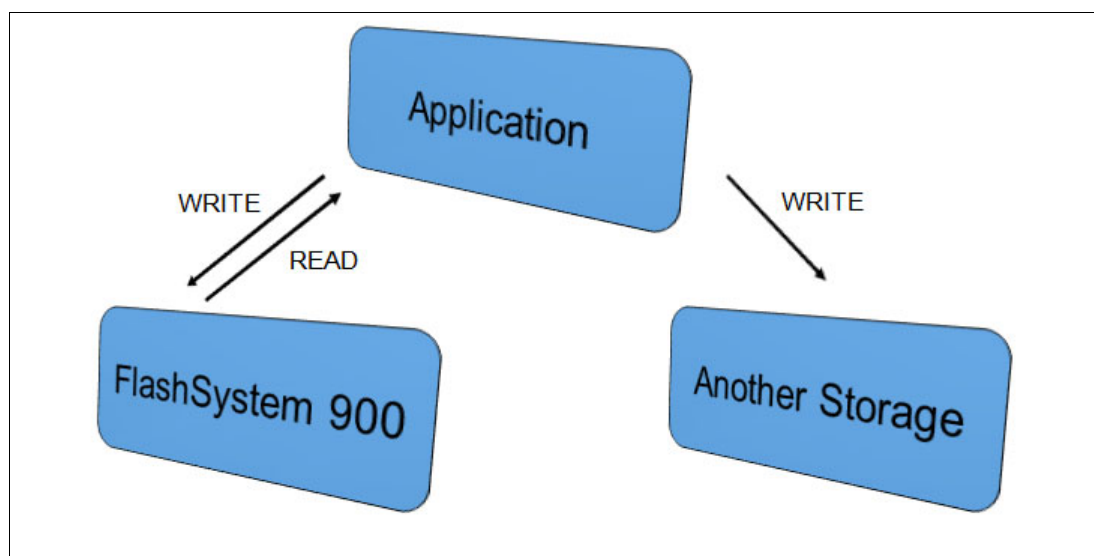 Application
WRITE
WRITE
READ
FlashSystem 900
Another Storage